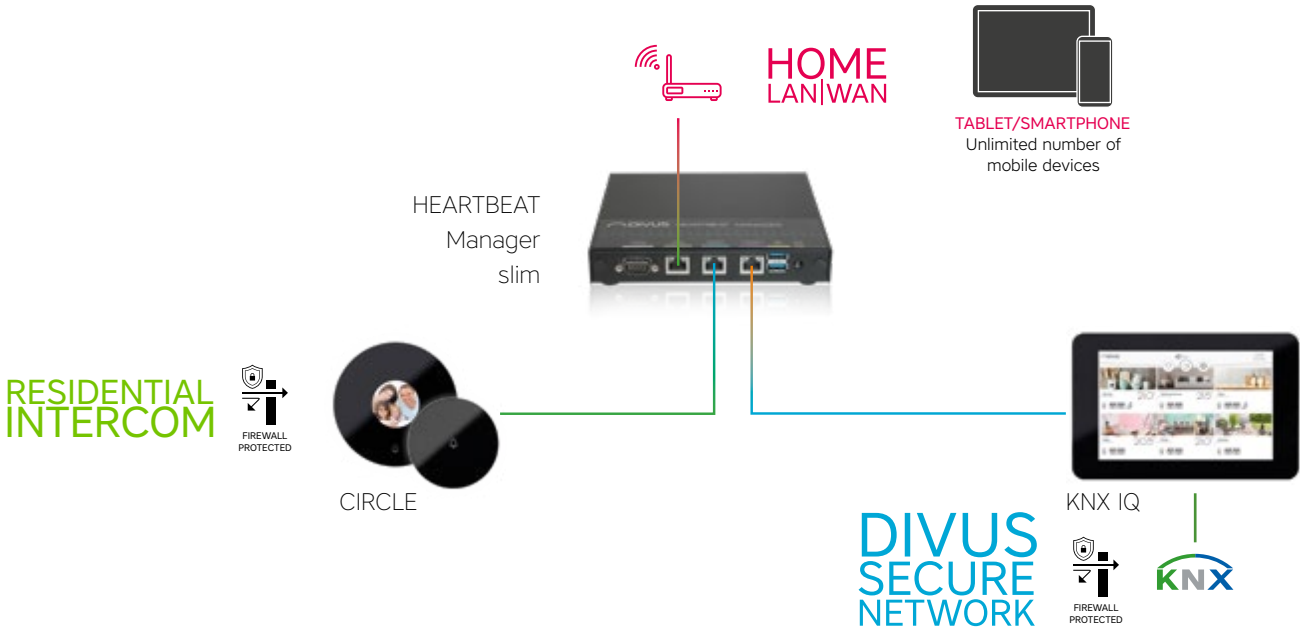 HOME
LAN|WAN
TABLET/SMARTPHONE
Unlimited number of
mobile devices
HEARTBEAT
Manager
slim
DIVUS
RESIDENTIAL
INTERCOM
FIREWALL
PROTECTED
CIRCLE
KNX IQ
DIVUS
SECURE
NETWORK
FIREWALL
PROTECTED
KNX